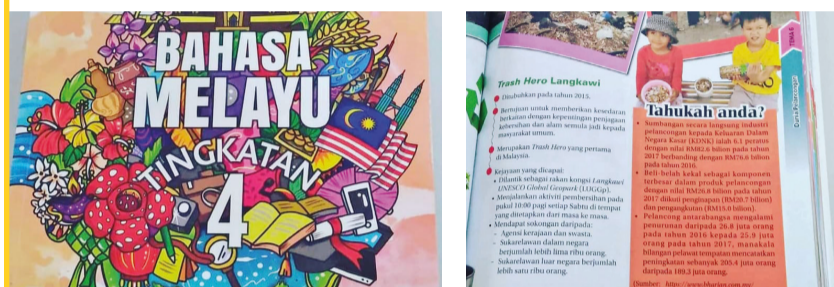 BAHASA
MELAYU
TINGKATAN
4
Trash Hero Langkawi
Ditubuhkan pada tahun 2015.
Bertujuan untuk memberikan kesedaran
berkaitan dengan kepentingan penjagaan
kebersihan dan alam semula jadi kepada
masyarakat umum.
Merupakan Trash Hero yang pertama
di Malaysia.
Kejayaan yang dicapai:
• Dilantik sebagai rakan kongsi Langkawi
UNESCO Global Geopark (LUGGp).
• Menjalankan aktiviti pembersihan pada
pukul 10:00 pagi setiap Sabtu di tempat
yang ditetapkan dari masa ke masa.
• Mendapat sokongan daripada:
– Agensi kerajaan dan swasta.
– Sukarelawan dalam negara
berjumlah lebih lima ribu orang.
– Sukarelawan luar negara berjumlah
lebih satu ribu orang.
Tahukah anda?
• Sumbangan secara langsung industri
pelancongan kepada Keluaran Dalam
Negara Kasar (KDNK) ialah 6.1 peratus
dengan nilai RM82.6 bilion pada tahun
2017 berbanding dengan RM76.6 bilion
pada tahun 2016.
• Beli-belah kekal sebagai komponen
terbesar dalam produk pelancongan
dengan nilai RM26.8 bilion pada tahun
2017 diikuti penginapan (RM20.7 bilion)
dan pengangkutan (RM15.6 bilion).
• Pelancong antarabangsa mengalami
penurunan daripada 26.8 juta orang
pada tahun 2016 kepada 25.9 juta
orang pada tahun 2017, manakala
bilangan pelawat tempatan mencatatkan
peningkatan sebanyak 205.4 juta orang
daripada 189.3 juta orang.
(Sumber: http://www.bharian.com.my/
TEMA 6
Dunia Pelancongan